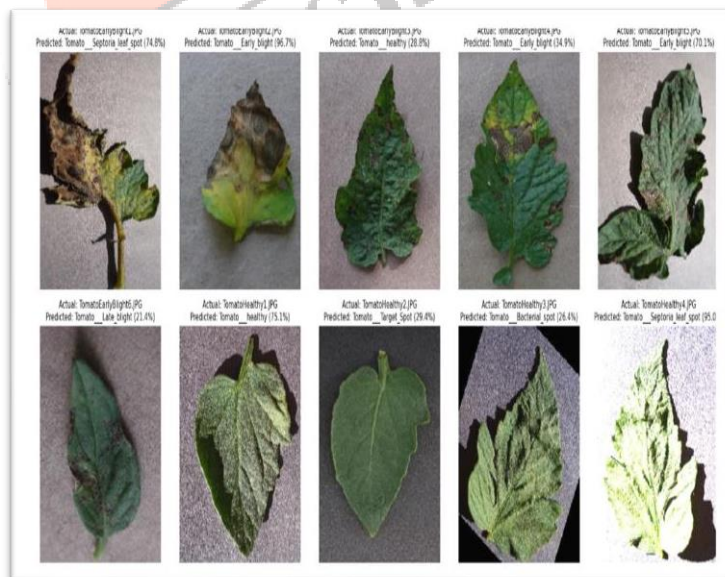 Actual: TomatoEarlyBlight1.JPG
Predicted: Tomato__Septoria_leaf_spot (74.8%)
Actual: TomatoEarlyBlight2.JPG
Predicted: Tomato__Early_blight (96.7%)
Actual: TomatoEarlyBlight3.JPG
Predicted: Tomato__healthy (28.8%)
Actual: TomatoEarlyBlight4.JPG
Predicted: Tomato__Early_blight (34.9%)
Actual: TomatoEarlyBlight5.JPG
Predicted: Tomato__Early_blight (70.1%)
Actual: TomatoEarlyBlight6.JPG
Predicted: Tomato__Late_blight (21.4%)
Actual: TomatoHealthy1.JPG
Predicted: Tomato__healthy (75.1%)
Actual: TomatoHealthy2.JPG
Predicted: Tomato__Target_Spot (29.4%)
Actual: TomatoHealthy3.JPG
Predicted: Tomato__Bacterial_spot (26.4%)
Actual: TomatoHealthy4.JPG
Predicted: Tomato__Septoria_leaf_spot (95.0